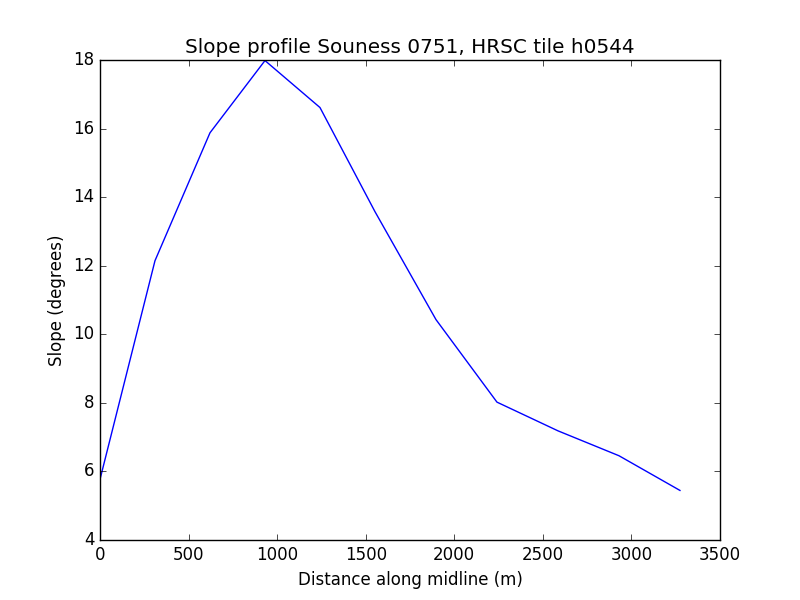 Slope profile Souness 0751, HRSC tile h0544
18
16
14
12
10
8
6
4
Slope (degrees)
0 500 1000 1500 2000 2500 3000 3500
Distance along midline (m)